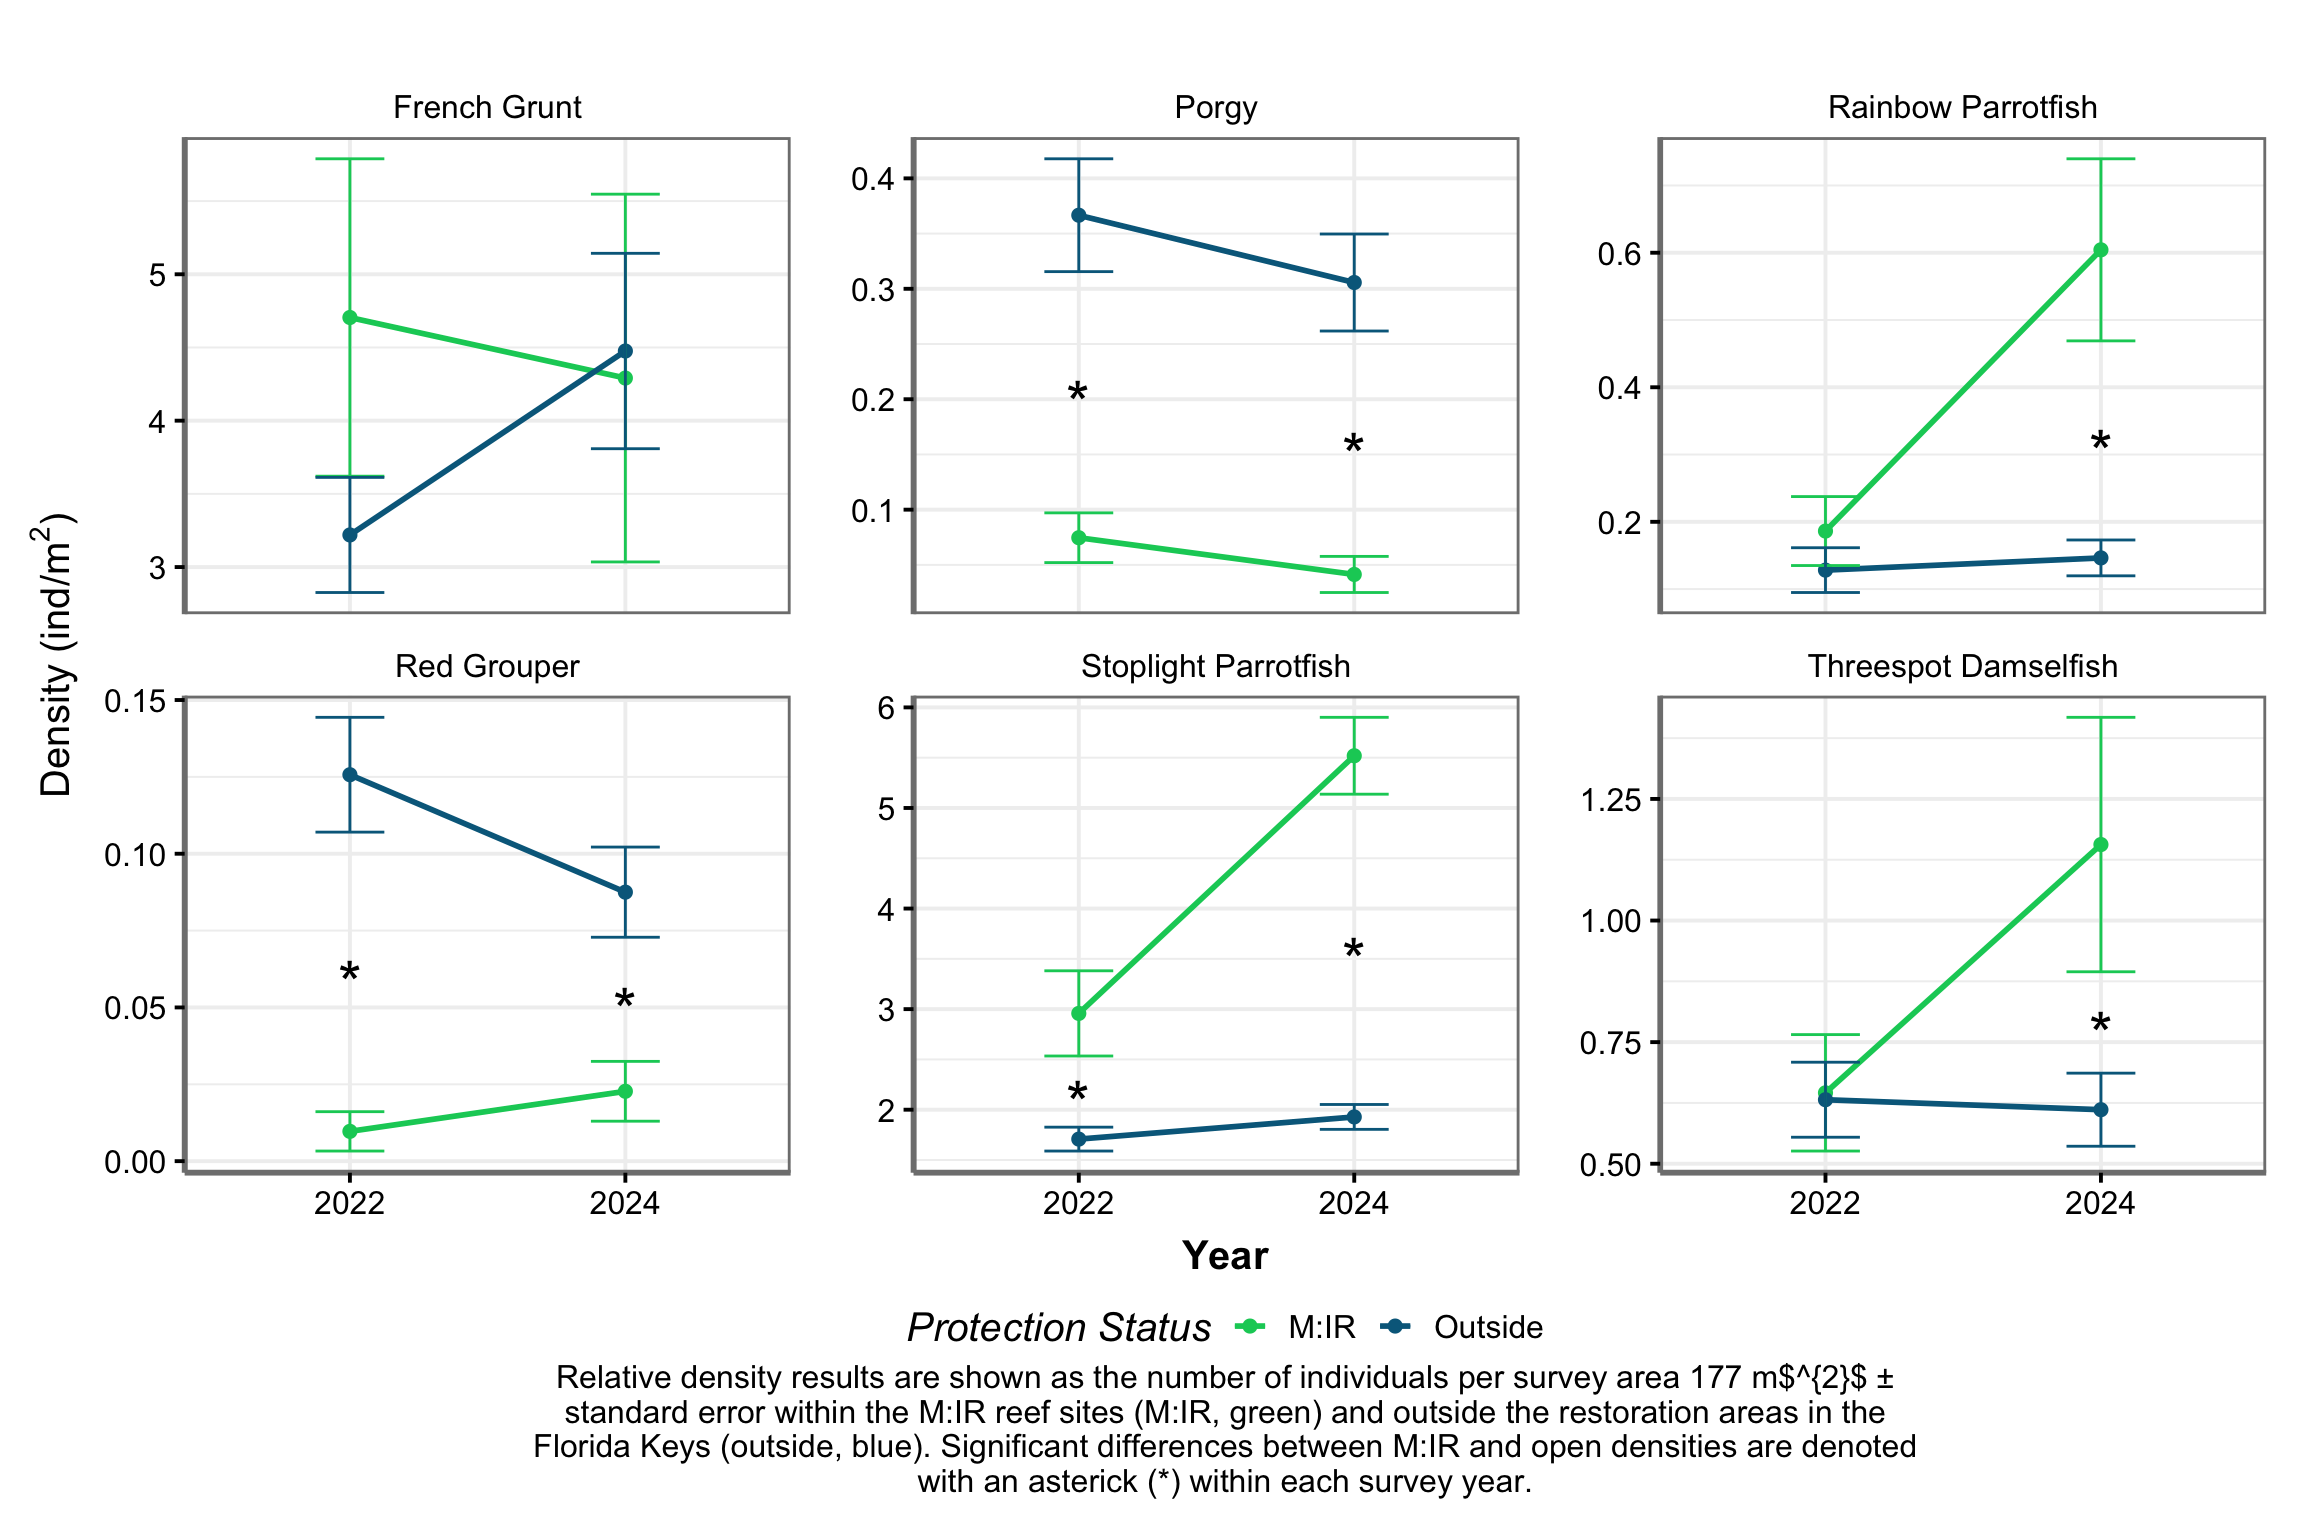 French Grunt
Porgy
Rainbow Parrotfish
5
4
3
0.4
0.3
0.2
0.1
*
*
0.6
0.4
0.2
*
Density (ind/m²)
Red Grouper
Stoplight Parrotfish
Threespot Damselfish
0.15
0.10
0.05
0.00
*
*
2022
2024
6
5
4
3
2
*
*
2022
2024
1.25
1.00
0.75
0.50
*
2022
2024
Year
Protection Status M:IR Outside
Relative density results are shown as the number of individuals per survey area 177 m$^{2}$ ±
standard error within the M:IR reef sites (M:IR, green) and outside the restoration areas in the
Florida Keys (outside, blue). Significant differences between M:IR and open densities are denoted
with an asterick (*) within each survey year.